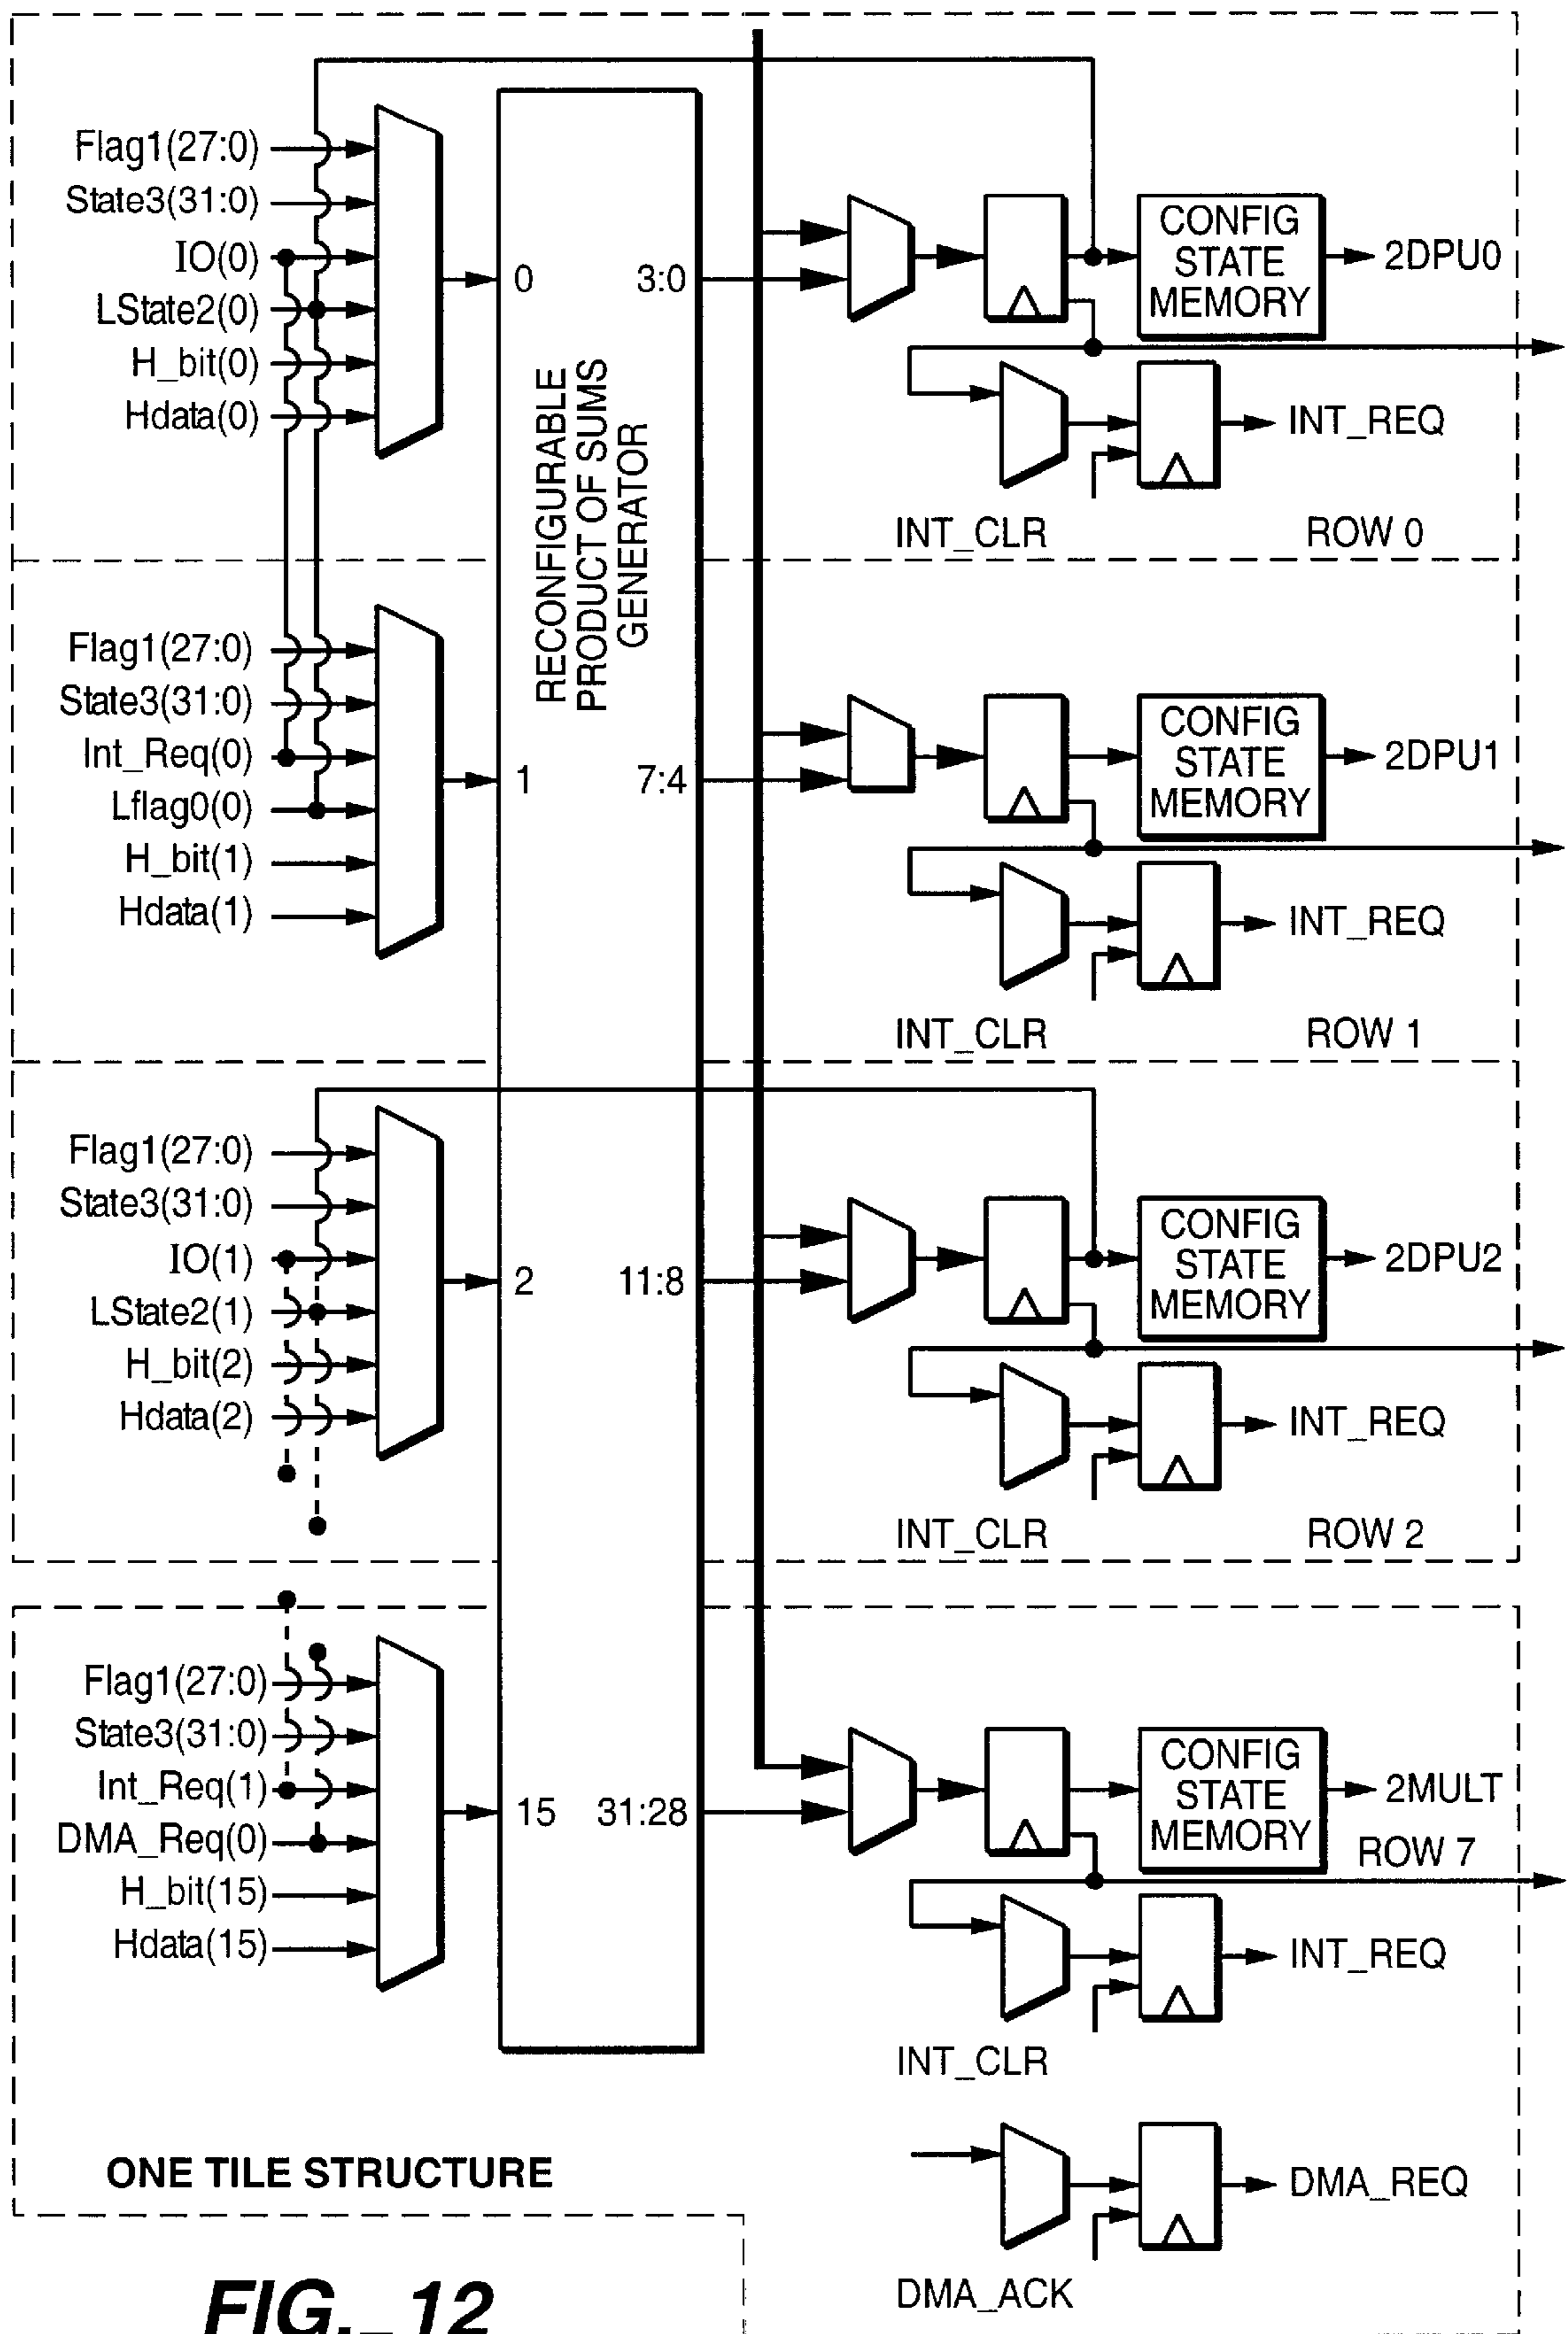 Flag1(27:0)
State3(31:0)
IO(0)
LState2(0)
H_bit(0)
Hdata(0)
0
3:0
RECONFIGURABLE
PRODUCT OF SUMS
GENERATOR
CONFIG
STATE
MEMORY
2DPU0
INT_REQ
INT_CLR
ROW 0
Flag1(27:0)
State3(31:0)
Int_Req(0)
Lflag0(0)
H_bit(1)
Hdata(1)
1
7:4
CONFIG
STATE
MEMORY
2DPU1
INT_REQ
INT_CLR
ROW 1
Flag1(27:0)
State3(31:0)
IO(1)
LState2(1)
H_bit(2)
Hdata(2)
2
11:8
CONFIG
STATE
MEMORY
2DPU2
INT_REQ
INT_CLR
ROW 2
Flag1(27:0)
State3(31:0)
Int_Req(1)
DMA_Req(0)
H_bit(15)
Hdata(15)
15
31:28
CONFIG
STATE
MEMORY
2MULT
ROW 7
INT_REQ
INT_CLR
DMA_REQ
DMA_ACK
ONE TILE STRUCTURE
FIG._12